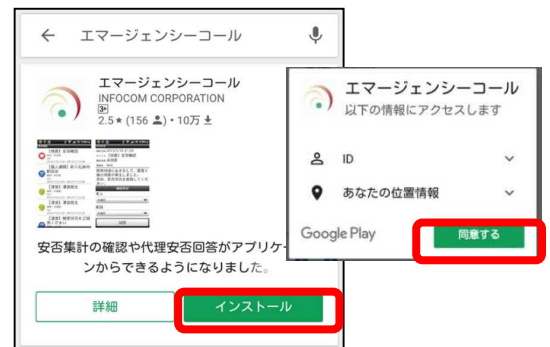 エマージェンシーコール
エマージェンシーコール
INFOCOM CORPORATION
3+
2.5★ (156) • 10万
安否集計の確認や代理安否回答がアプリケー
ンからできるようになりました。
詳細
インストール
エマージェンシーコール
以下の情報にアクセスします
ID
あなたの位置情報
Google Play
同意する